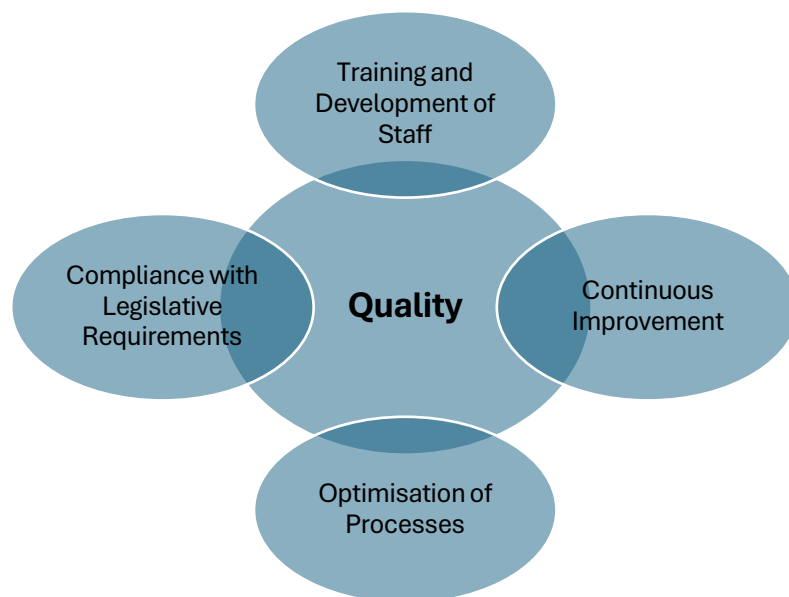 Training and
Development of
Staff
Compliance with
Legislative
Requirements
Quality
Continuous
Improvement
Optimisation of
Processes